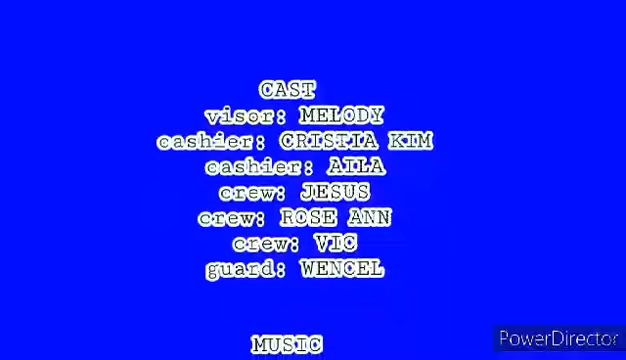 CAST
visor: MELODY
cashier: CRISTIA KIM
cashier: AILA
crew: JESUS
crew: ROSE ANN
crew: VIC
guard: WENCEL
MUSIC
PowerDirector